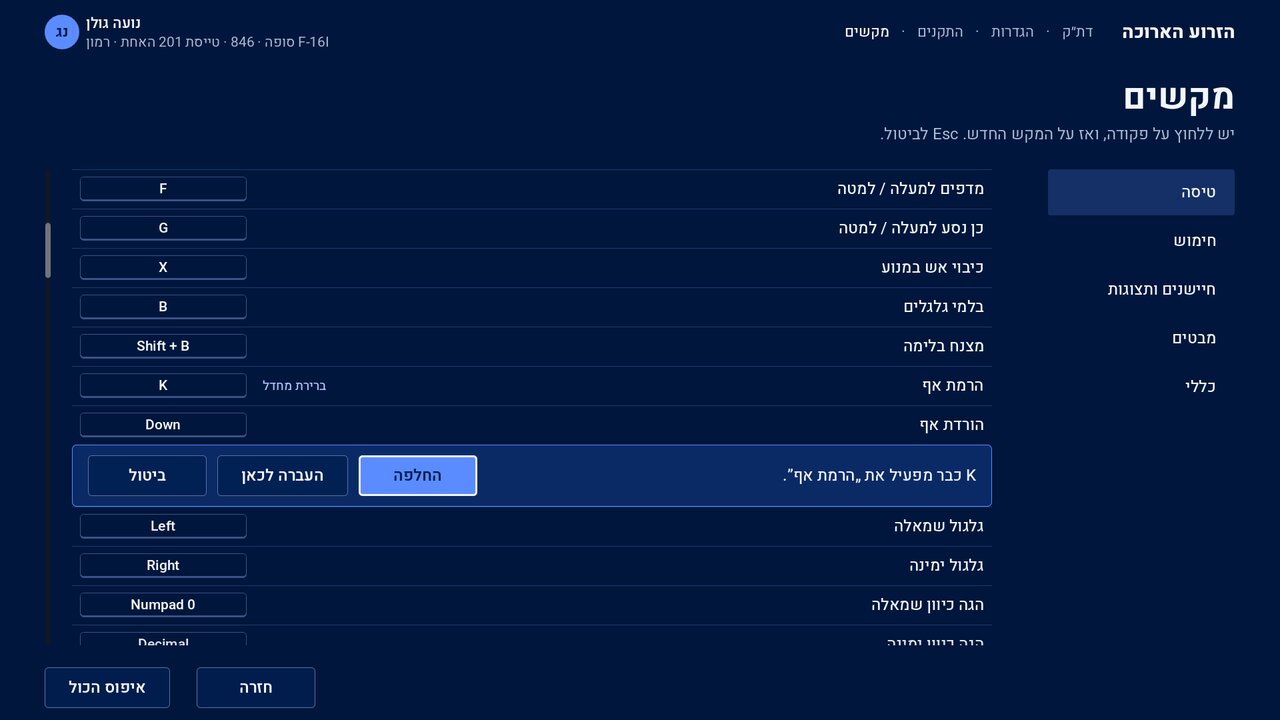 הזרוע הארוכה
דת״ק · הגדרות · התקנים · מקשים
נועה גולן
F-16I סופה · 846 · טייסת 201 האחת · רמון
נג
מקשים
יש ללחוץ על פקודה, ואז על המקש החדש. Esc לביטול.
טיסה
חימוש
חיישנים ותצוגות
מבטים
כללי
מדפים למעלה / למטה F
כן נסע למעלה / למטה G
כיבוי אש במנוע X
בלמי גלגלים B
מצנח בלימה Shift + B
הרמת אף ברירת מחדל K
הורדת אף Down
K כבר מפעיל את „הרמת אף”. החלפה העברה לכאן ביטול
גלגול שמאלה Left
גלגול ימינה Right
הגה כיוון שמאלה Numpad 0
הגה כיוון ימינה Decimal
חזרה
איפוס הכול